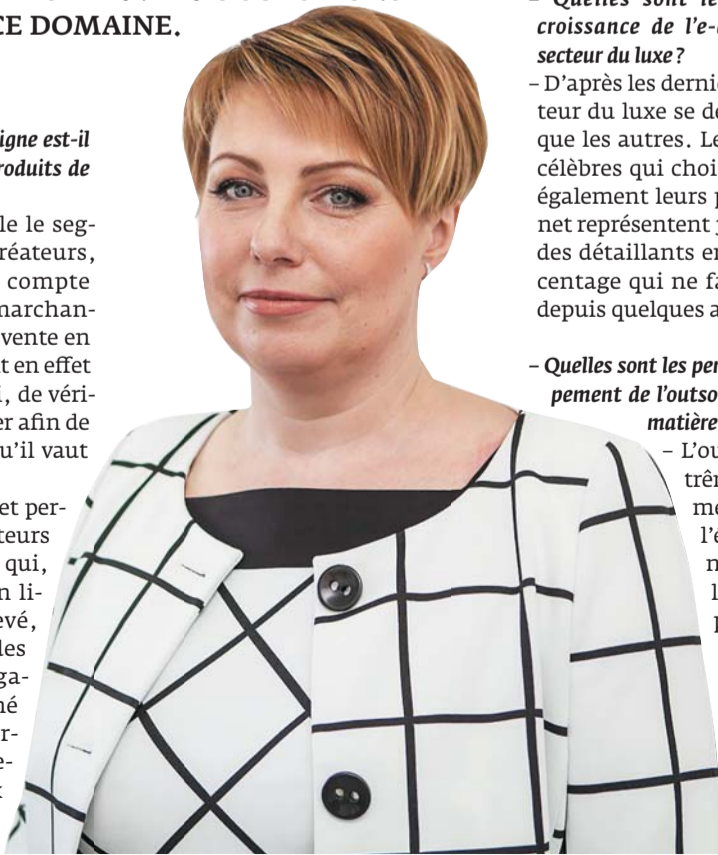 CE DOMAINE.
igne est-il
roduits de
le le seg-
réateurs,
compte
marchan-
vente en
t en effet
i, de véri-
er afin de
u'il vaut
et per-
teurs
qui,
n li-
evé,
les
ga-
né
r-
e-
croissance de l'e-
secteur du luxe ?
– D'après les derni
teur du luxe se d
que les autres. Le
célèbres qui choi
également leurs p
net représentent j
des détaillants en
centage qui ne fa
depuis quelques a
– Quelles sont les per
pement de l'outso
matière
– L'ou
trêm
me
l'é
n
l
p